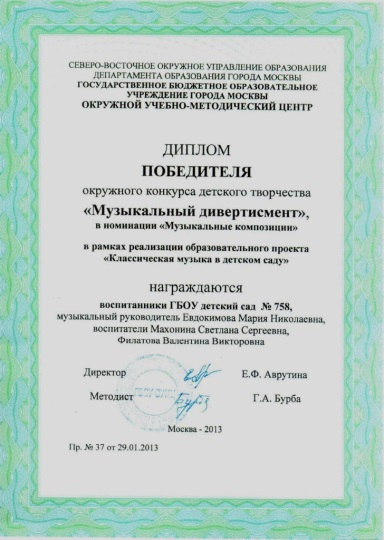 СЕВЕРО-ВОСТОЧНОЕ ОКРУЖНОЕ УПРАВЛЕНИЕ ОБРАЗОВАНИЯ
ДЕПАРТАМЕНТА ОБРАЗОВАНИЯ ГОРОДА МОСКВЫ
ГОСУДАРСТВЕННОЕ БЮДЖЕТНОЕ ОБРАЗОВАТЕЛЬНОЕ
УЧРЕЖДЕНИЕ ГОРОДА МОСКВЫ
ОКРУЖНОЙ УЧЕБНО-МЕТОДИЧЕСКИЙ ЦЕНТР
ДИПЛОМ
ПОБЕДИТЕЛЯ
окружного конкурса детского творчества
«Музыкальный дивертисмент»,
в номинации «Музыкальные композиции»
в рамках реализации образовательного проекта
«Классическая музыка в детском саду»
награждаются
воспитанники ГБОУ детский сад № 758,
музыкальный руководитель Евдокимова Мария Николаевна,
воспитатели Махонина Светлана Сергеевна,
Филатова Валентина Викторовна
Директор Е.Ф. Аврутина
Методист Г.А. Бурба
Москва - 2013
Пр. № 37 от 29.01.2013